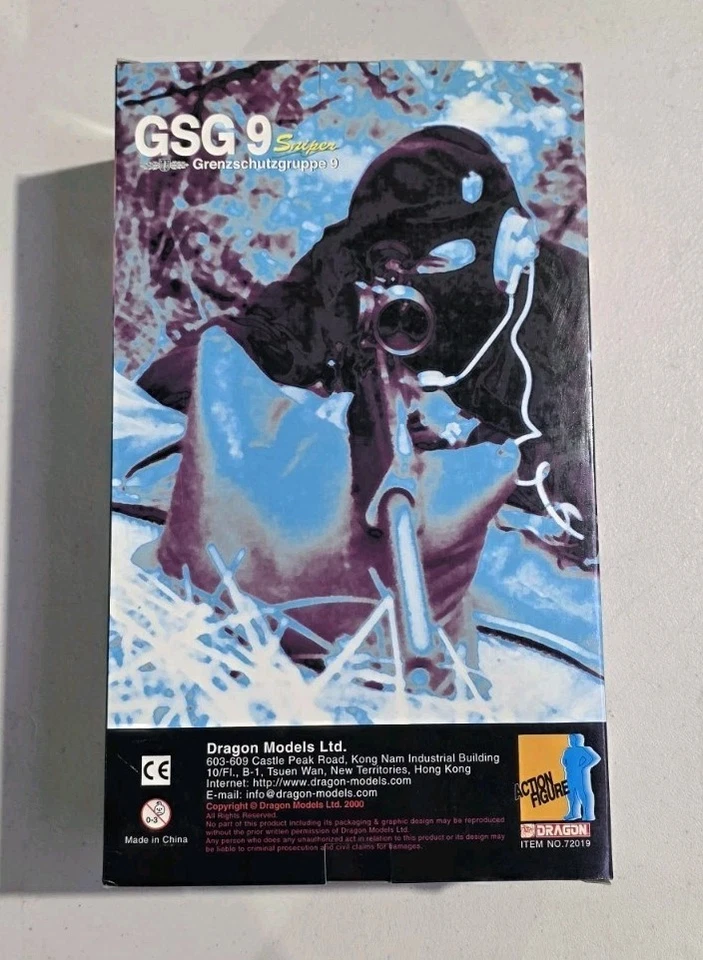 GSG 9 Sniper
Grenzschutzgruppe 9
CE
0-3
Made in China
Dragon Models Ltd.
603-609 Castle Peak Road, Kong Nam Industrial Building
10/Fl., B-1, Tsuen Wan, New Territories, Hong Kong
Internet: http://www.dragon-models.com
E-mail: info@dragon-models.com
Copyright © Dragon Models Ltd. 2000
All Rights Reserved.
No part of this product including its packaging & graphic design may be reproduced
without the prior written permission of Dragon Models Ltd.
Any person who does any unauthorized act in relation to this product or its design may
be liable to criminal prosecution and civil claims for damages.
ACTION
FIGURE
DRAGON
ITEM NO.72019